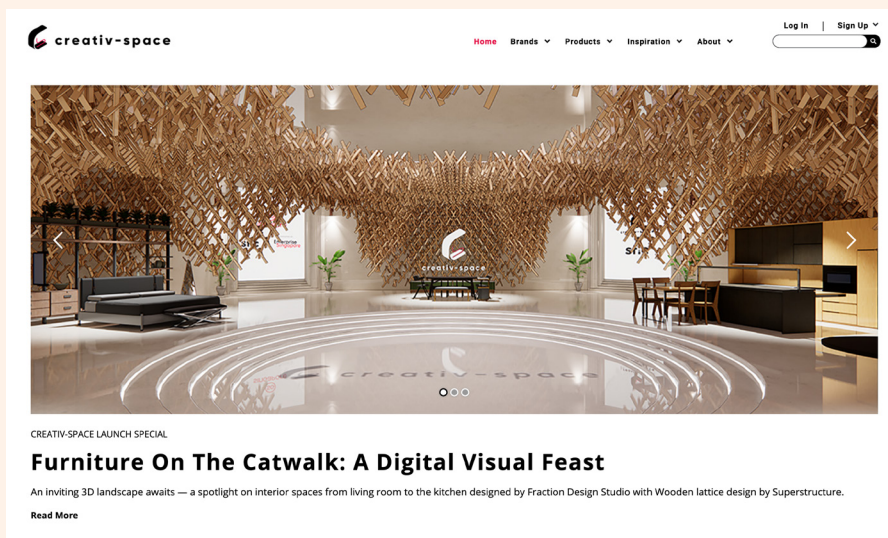 Log In | Sign Up
creativ-space
Home Brands Products Inspiration About
Enterprise
Singapore
creativ-space
creativ-space
CREATIV-SPACE LAUNCH SPECIAL
Furniture On The Catwalk: A Digital Visual Feast
An inviting 3D landscape awaits — a spotlight on interior spaces from living room to the kitchen designed by Fraction Design Studio with Wooden lattice design by Superstructure.
Read More